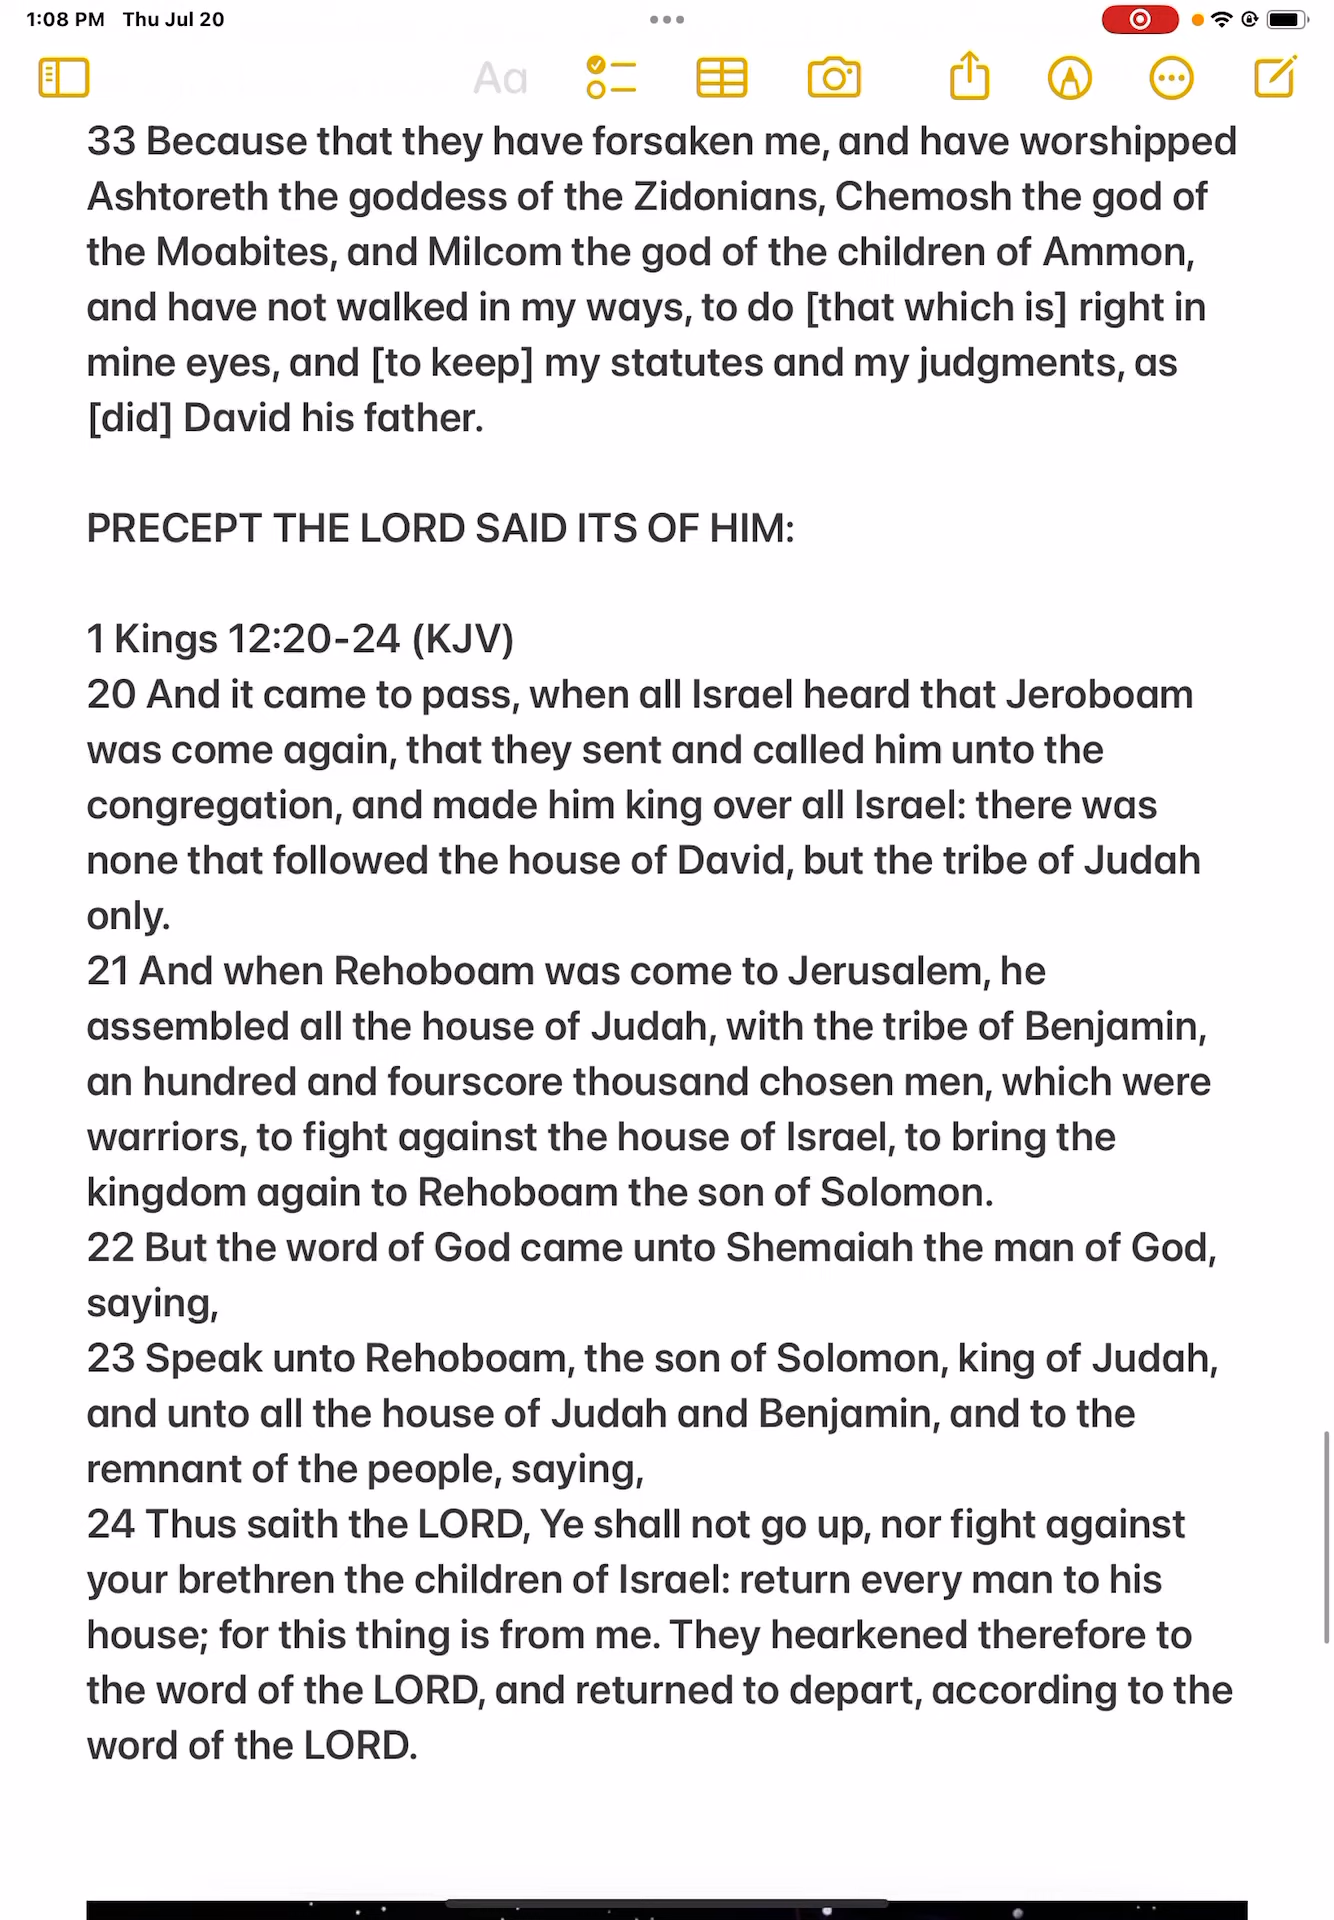 1:08 PM Thu Jul 20
Aa
33 Because that they have forsaken me, and have worshipped
Ashtoreth the goddess of the Zidonians, Chemosh the god of
the Moabites, and Milcom the god of the children of Ammon,
and have not walked in my ways, to do [that which is] right in
mine eyes, and [to keep] my statutes and my judgments, as
[did] David his father.
PRECEPT THE LORD SAID ITS OF HIM:
1 Kings 12:20-24 (KJV)
20 And it came to pass, when all Israel heard that Jeroboam
was come again, that they sent and called him unto the
congregation, and made him king over all Israel: there was
none that followed the house of David, but the tribe of Judah
only.
21 And when Rehoboam was come to Jerusalem, he
assembled all the house of Judah, with the tribe of Benjamin,
an hundred and fourscore thousand chosen men, which were
warriors, to fight against the house of Israel, to bring the
kingdom again to Rehoboam the son of Solomon.
22 But the word of God came unto Shemaiah the man of God,
saying,
23 Speak unto Rehoboam, the son of Solomon, king of Judah,
and unto all the house of Judah and Benjamin, and to the
remnant of the people, saying,
24 Thus saith the LORD, Ye shall not go up, nor fight against
your brethren the children of Israel: return every man to his
house; for this thing is from me. They hearkened therefore to
the word of the LORD, and returned to depart, according to the
word of the LORD.